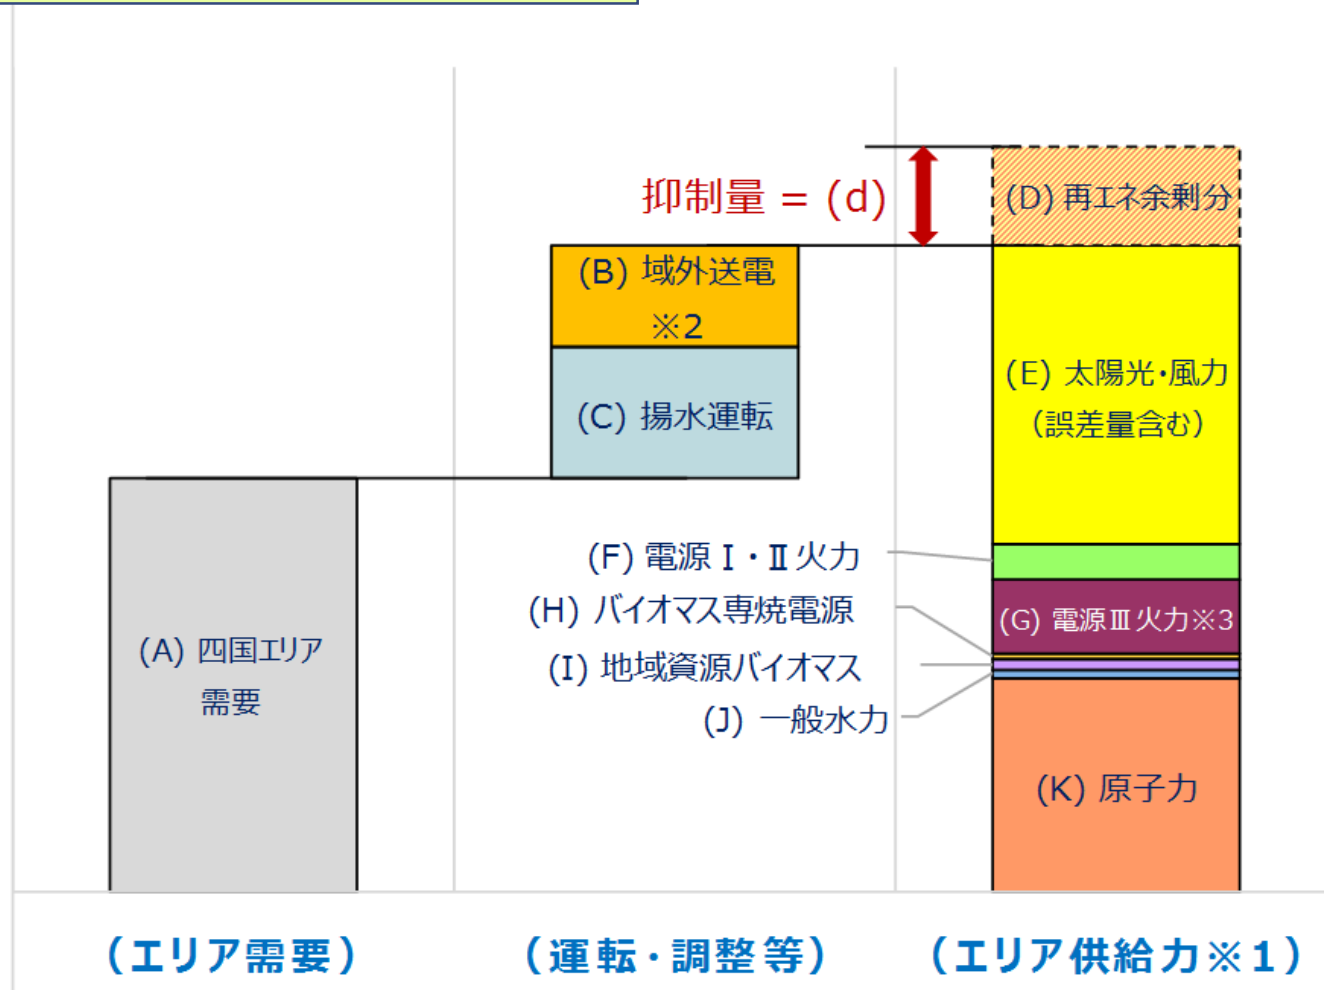 抑制量 = (d)
(D) 再エネ余剰分
(B) 域外送電
※2
(C) 揚水運転
(E) 太陽光・風力
（誤差量含む）
(F) 電源Ⅰ・Ⅱ火力
(H) バイオマス専焼電源
(G) 電源Ⅲ火力※3
(I) 地域資源バイオマス
(J) 一般水力
(A) 四国エリア
需要
(K) 原子力
（エリア需要）
（運転・調整等）
（エリア供給力※1）